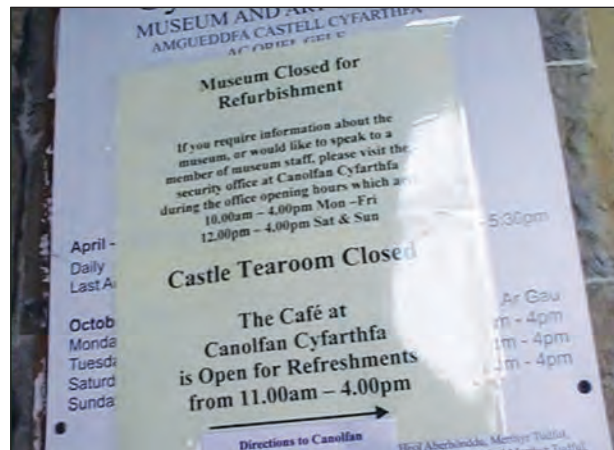 MUSEUM AND
AMGUEDDFA CASTELL CYFARTHFA
Museum Closed for
Refurbishment
If you require information about the
museum, or would like to speak to a
member of museum staff, please visit the
security office at Canolfan Cyfarthfa
during the office opening hours which are
10.00am – 4.00pm Mon –Fri
12.00pm – 4.00pm Sat & Sun
April -
- 5:30pm
Daily
Castle Tearoom Closed
Ar Gau
The Café at
- 4pm
Canolfan Cyfarthfa
- 4pm
is Open for Refreshments
- 4pm
from 11.00am – 4.00pm
Directions to Canolfan
Heol Aberhonddu, Merthyr Tudful,